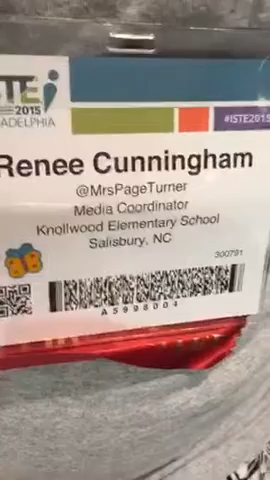 ISTE
2015
ADELPHIA
#ISTE2015
Renee Cunningham
@MrsPageTurner
Media Coordinator
Knollwood Elementary School
Salisbury, NC
300791
A5998004